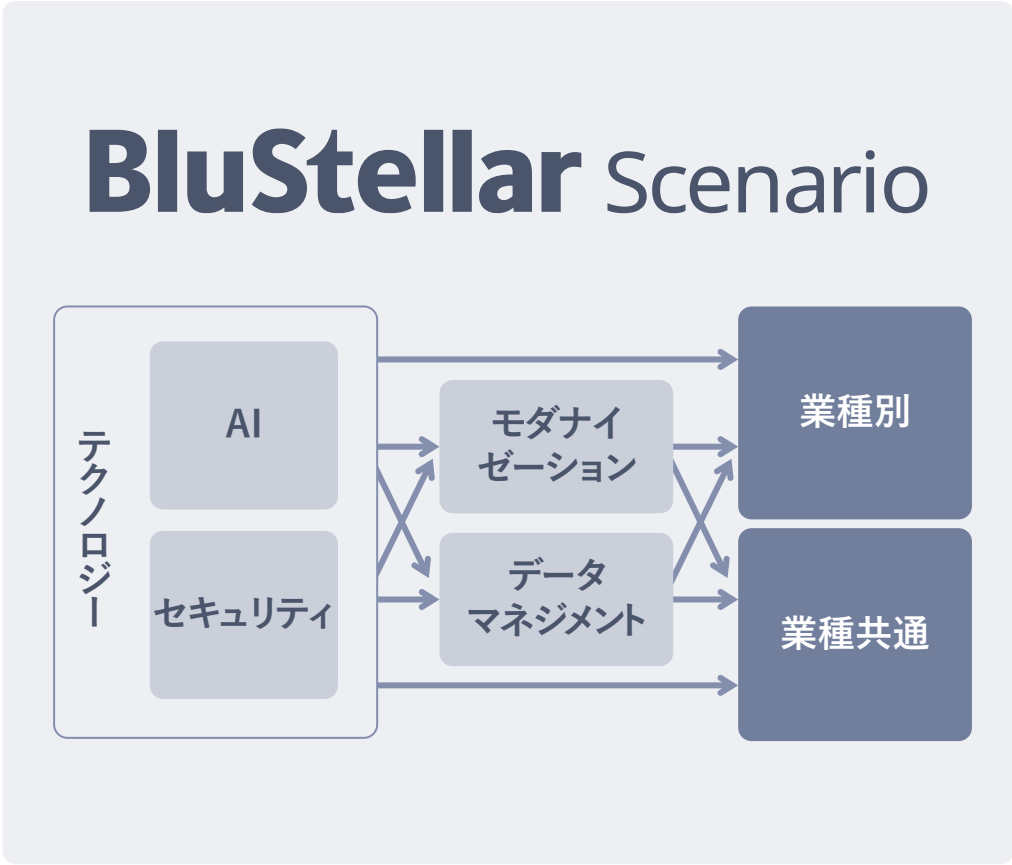 BluStellar Scenario
テクノロジー
AI
セキュリティ
モダナイ
ゼーション
データ
マネジメント
業種別
業種共通